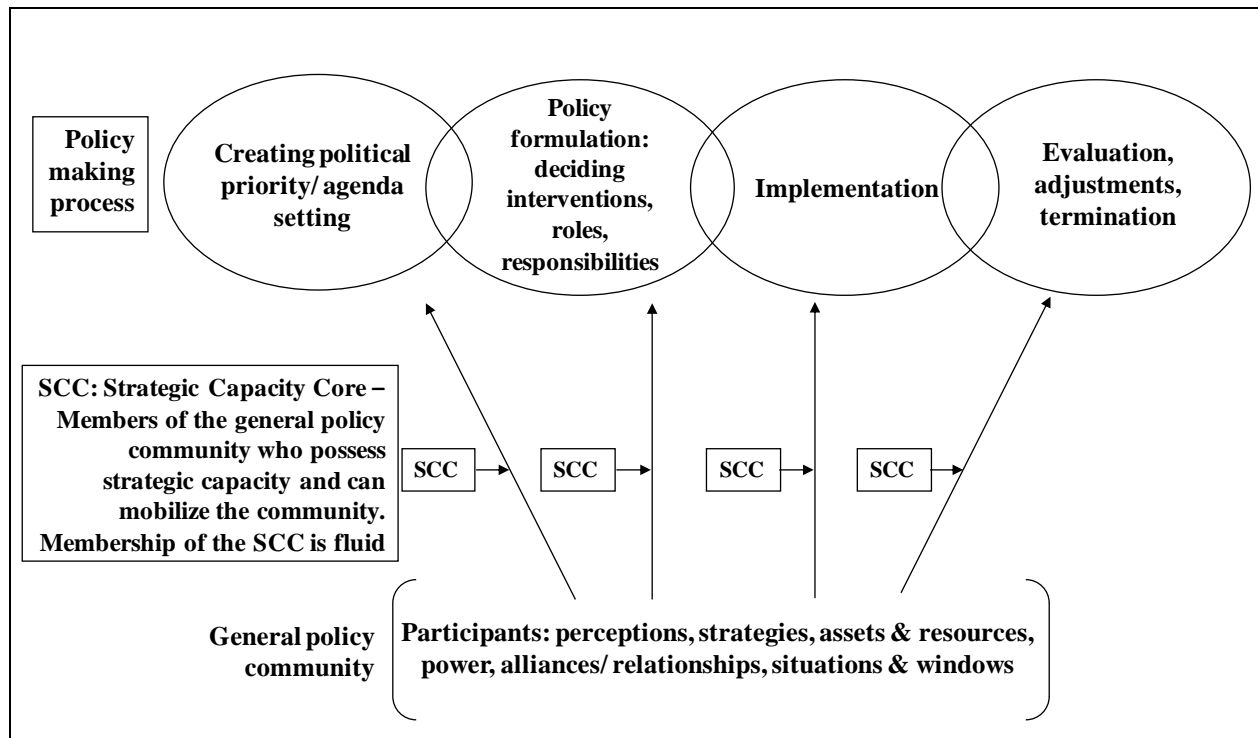 Policy
making
process
Creating political
priority/ agenda
setting
Policy
formulation:
deciding
interventions,
roles,
responsibilities
Implementation
Evaluation,
adjustments,
termination
SCC: Strategic Capacity Core –
Members of the general policy
community who possess
strategic capacity and can
mobilize the community.
Membership of the SCC is fluid
SCC
SCC
SCC
SCC
General policy
community
Participants: perceptions, strategies, assets & resources,
power, alliances/ relationships, situations & windows